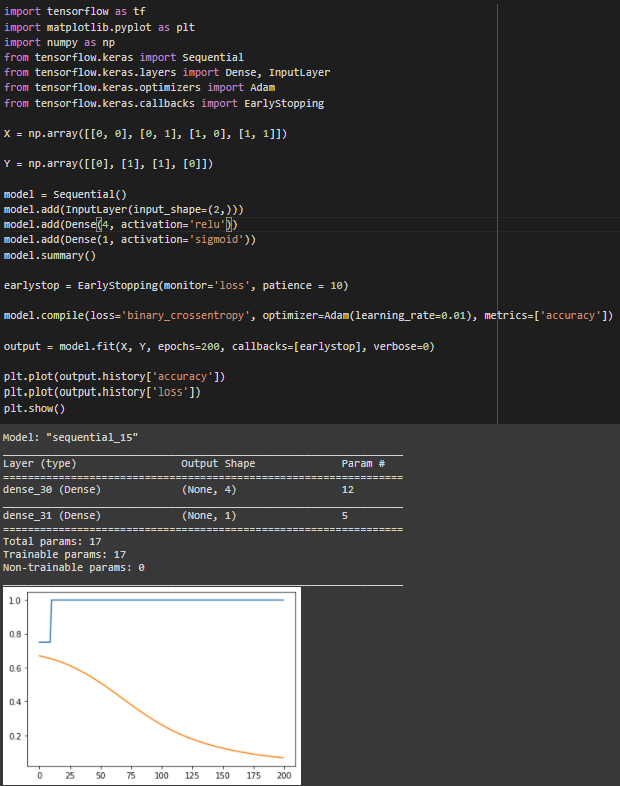 import tensorflow as tf
import matplotlib.pyplot as plt
import numpy as np
from tensorflow.keras import Sequential
from tensorflow.keras.layers import Dense, InputLayer
from tensorflow.keras.optimizers import Adam
from tensorflow.keras.callbacks import EarlyStopping
X = np.array([[0, 0], [0, 1], [1, 0], [1, 1]])
Y = np.array([[0], [1], [1], [0]])
model = Sequential()
model.add(InputLayer(input_shape=(2,)))
model.add(Dense(4, activation='relu'))
model.add(Dense(1, activation='sigmoid'))
model.summary()
earlystop = EarlyStopping(monitor='loss', patience = 10)
model.compile(loss='binary_crossentropy', optimizer=Adam(learning_rate=0.01), metrics=['accuracy'])
output = model.fit(X, Y, epochs=200, callbacks=[earlystop], verbose=0)
plt.plot(output.history['accuracy'])
plt.plot(output.history['loss'])
plt.show()
Model: "sequential_15"
_________________________________________________________________
Layer (type) Output Shape Param #
=================================================================
dense_30 (Dense) (None, 4) 12
_________________________________________________________________
dense_31 (Dense) (None, 1) 5
=================================================================
Total params: 17
Trainable params: 17
Non-trainable params: 0
_________________________________________________________________
1.0
0.8
0.6
0.4
0.2
0 25 50 75 100 125 150 175 200